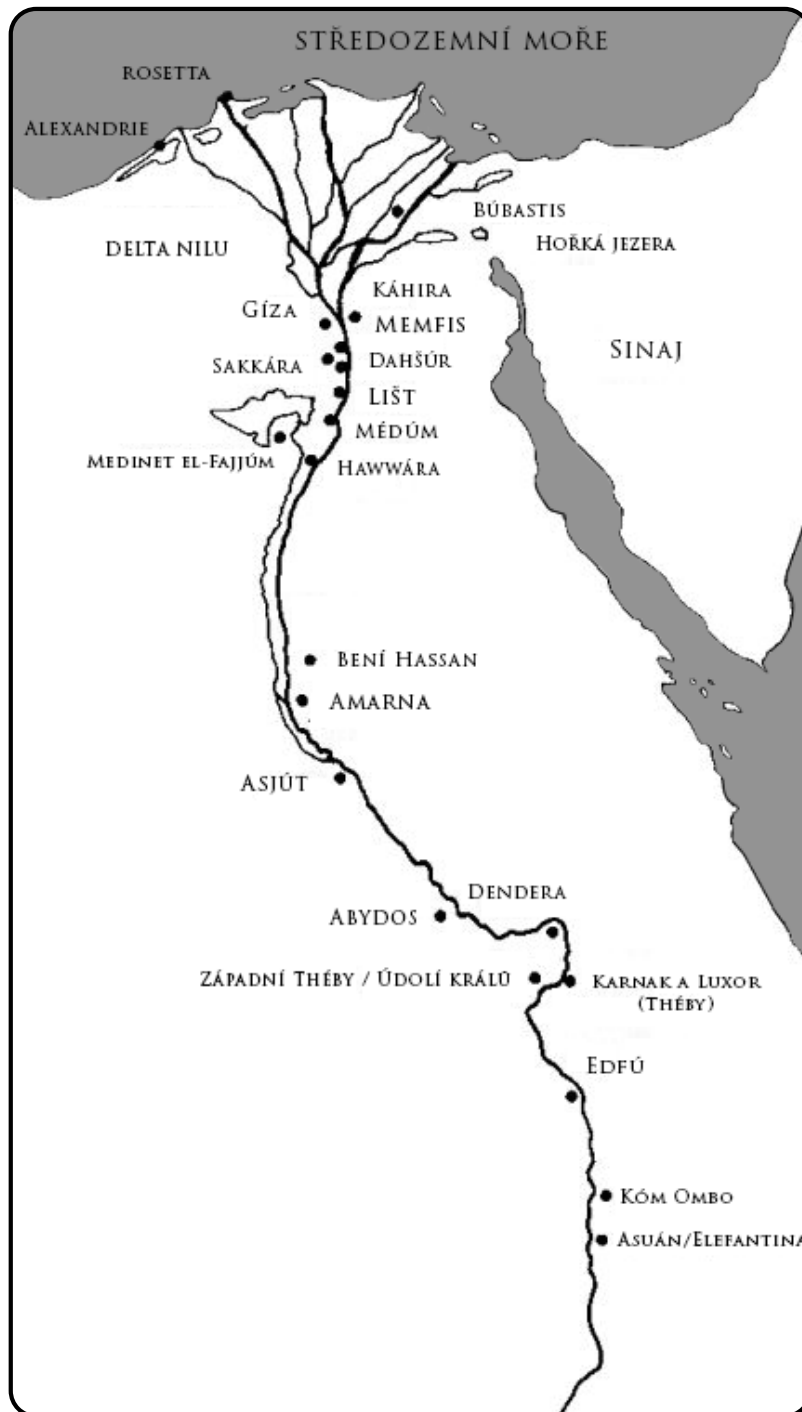 STŘEDOZEMNÍ MOŘE
ROSETTA
ALEXANDRIE
BÚBASTIS
DELTA NILU
HOŘKÁ JEZERA
KÁHIRA
GÍZA
MEMFIS
SINAJ
SAKKÁRA
DAHŠÚR
LIŠT
MÉDÚM
MEDINET EL-FAJJÚM
HAWWÁRA
BENÍ HASSAN
AMARNA
ASJÚT
DENDERA
ABYDOS
ZÁPADNÍ THÉBY / ÚDOLÍ KRÁLŮ
KARNAK A LUXOR
(THÉBY)
EDFÚ
KÓM OMBO
ASUÁN/ELEFANTINA